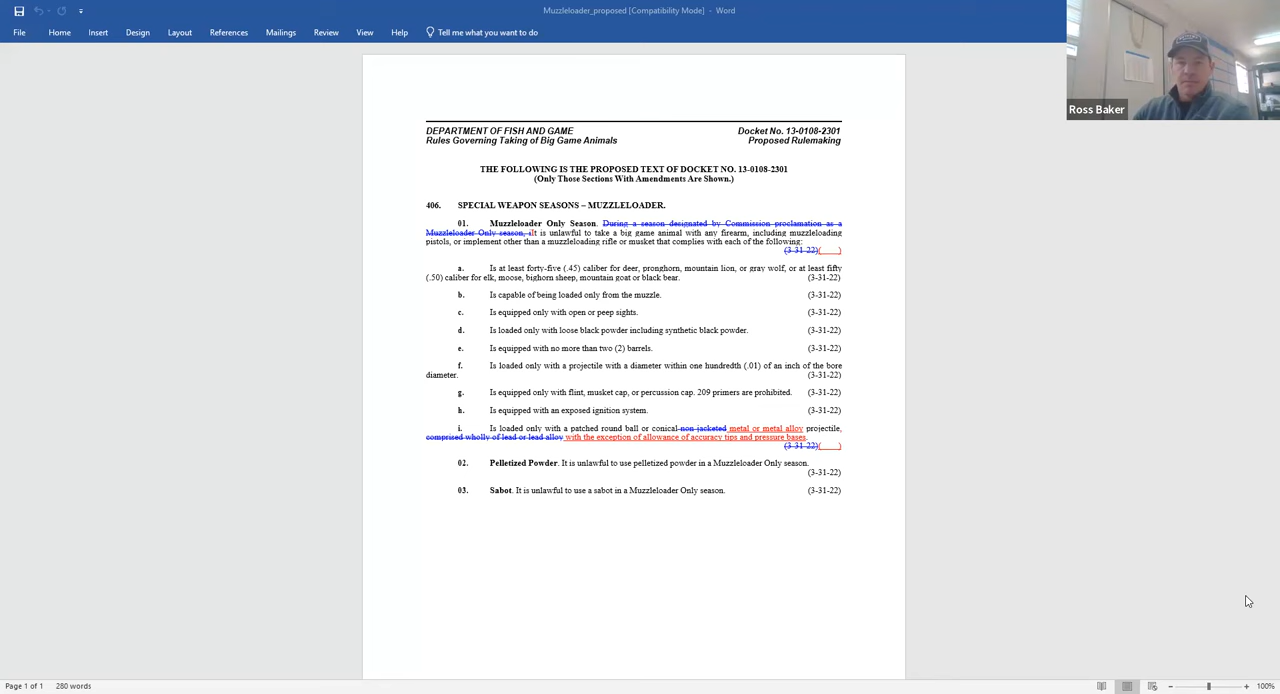 Muzzleloader_proposed [Compatibility Mode] - Word
File Home Insert Design Layout References Mailings Review View Help Tell me what you want to do
Ross Baker
DEPARTMENT OF FISH AND GAME Docket No. 13-0108-2301
Rules Governing Taking of Big Game Animals Proposed Rulemaking
THE FOLLOWING IS THE PROPOSED TEXT OF DOCKET NO. 13-0108-2301
(Only Those Sections With Amendments Are Shown.)
406. SPECIAL WEAPON SEASONS – MUZZLELOADER.
01. Muzzleloader Only Season. During a season designated by Commission proclamation as a
Muzzleloader Only season, iIt is unlawful to take a big game animal with any firearm, including muzzleloading
pistols, or implement other than a muzzleloading rifle or musket that complies with each of the following:
(3-31-22)( )
a. Is at least forty-five (.45) caliber for deer, pronghorn, mountain lion, or gray wolf, or at least fifty
(.50) caliber for elk, moose, bighorn sheep, mountain goat or black bear. (3-31-22)
b. Is capable of being loaded only from the muzzle. (3-31-22)
c. Is equipped only with open or peep sights. (3-31-22)
d. Is loaded only with loose black powder including synthetic black powder. (3-31-22)
e. Is equipped with no more than two (2) barrels. (3-31-22)
f. Is loaded only with a projectile with a diameter within one hundredth (.01) of an inch of the bore
diameter. (3-31-22)
g. Is equipped only with flint, musket cap, or percussion cap. 209 primers are prohibited. (3-31-22)
h. Is equipped with an exposed ignition system. (3-31-22)
i. Is loaded only with a patched round ball or conical non jacketed metal or metal alloy projectile,
comprised wholly of lead or lead alloy with the exception of allowance of accuracy tips and pressure bases.
(3-31-22)( )
02. Pelletized Powder. It is unlawful to use pelletized powder in a Muzzleloader Only season.
(3-31-22)
03. Sabot. It is unlawful to use a sabot in a Muzzleloader Only season. (3-31-22)
Page 1 of 1 280 words 100%